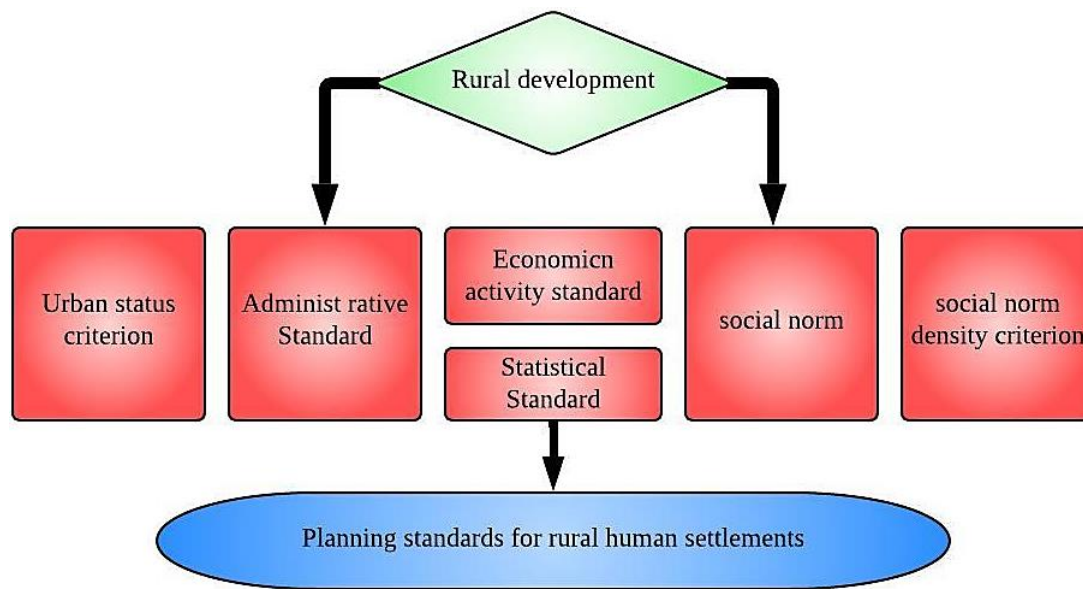 Rural development
Urban status
criterion
Administ rative
Standard
Economicn
activity standard
Statistical
Standard
social norm
social norm
density criterion
Planning standards for rural human settlements